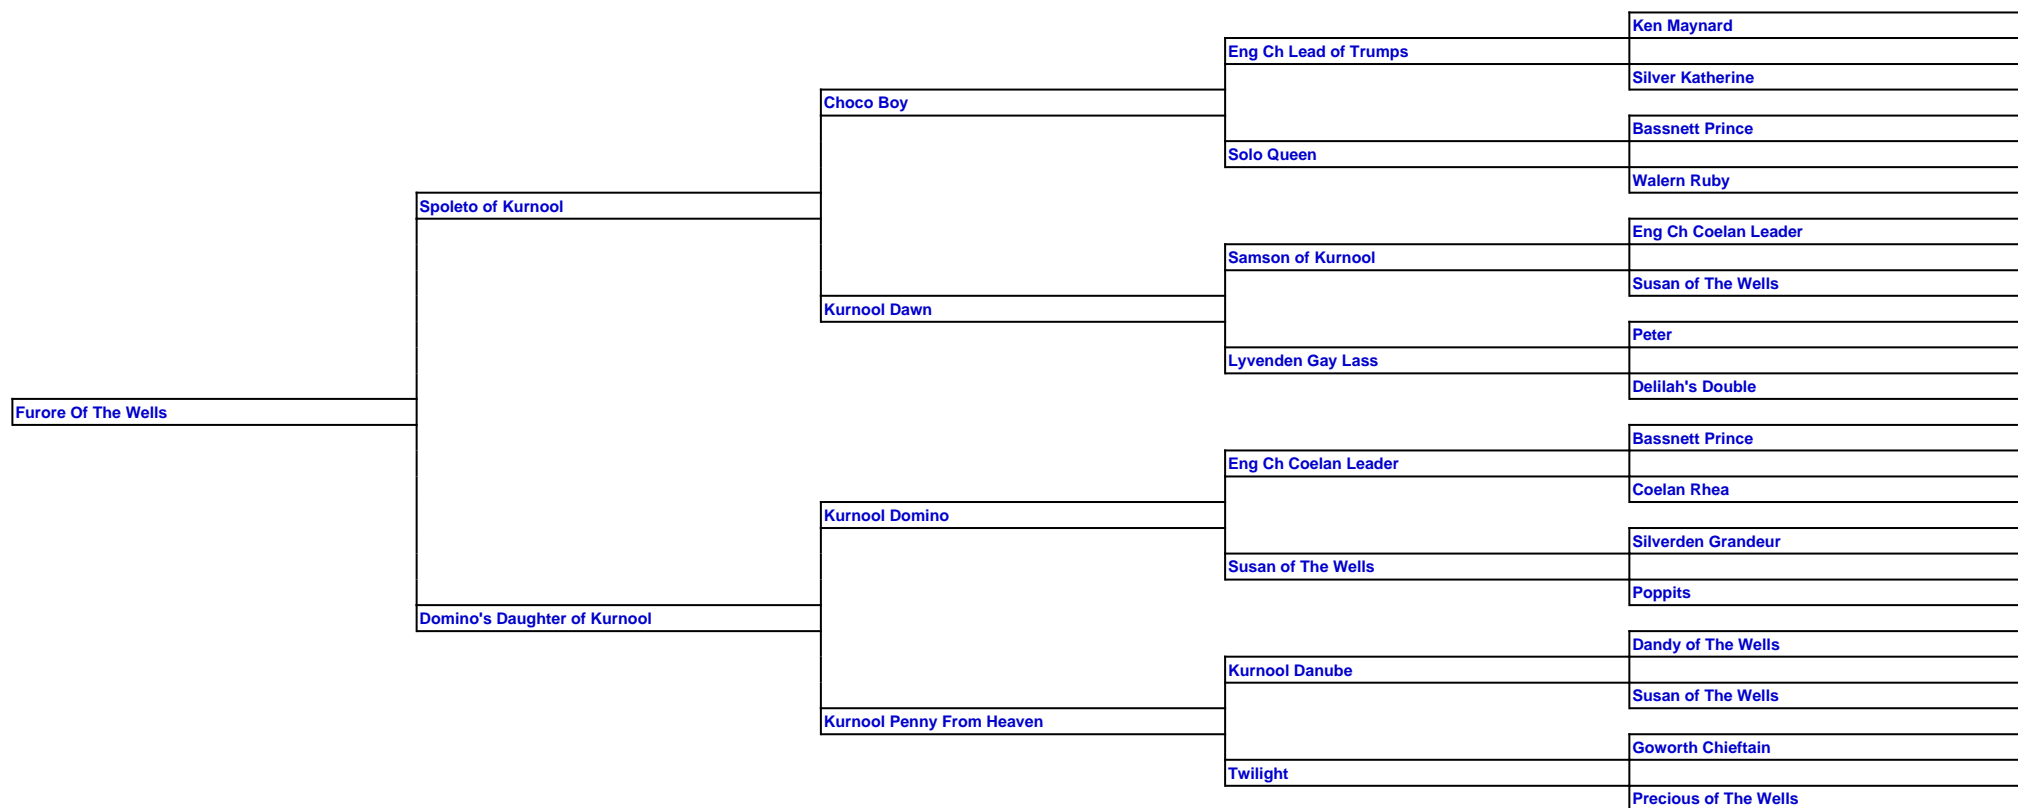 Ken Maynard
Eng Ch Lead of Trumps
Silver Katherine
Choco Boy
Bassnett Prince
Solo Queen
Walern Ruby
Spoleto of Kurnool
Eng Ch Coelan Leader
Samson of Kurnool
Susan of The Wells
Kurnool Dawn
Peter
Lyvenden Gay Lass
Delilah's Double
Furore Of The Wells
Bassnett Prince
Eng Ch Coelan Leader
Coelan Rhea
Kurnool Domino
Silverden Grandeur
Susan of The Wells
Poppits
Domino's Daughter of Kurnool
Dandy of The Wells
Kurnool Danube
Susan of The Wells
Kurnool Penny From Heaven
Goworth Chieftain
Twilight
Precious of The Wells